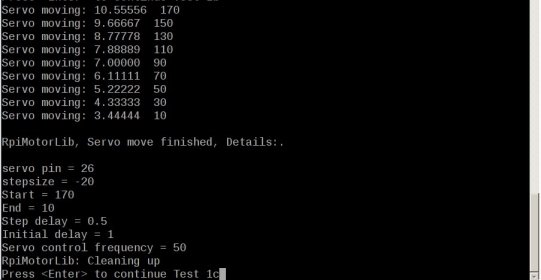 Servo moving: 10.55556  170
Servo moving: 9.66667  150
Servo moving: 8.77778  130
Servo moving: 7.88889  110
Servo moving: 7.00000  90
Servo moving: 6.11111  70
Servo moving: 5.22222  50
Servo moving: 4.33333  30
Servo moving: 3.44444  10
RpiMotorLib, Servo move finished, Details:.
servo pin = 26
stepsize = -20
Start = 170
End = 10
Step delay = 0.5
Initial delay = 1
Servo control frequency = 50
RpiMotorLib: Cleaning up
Press <Enter> to continue Test 1c